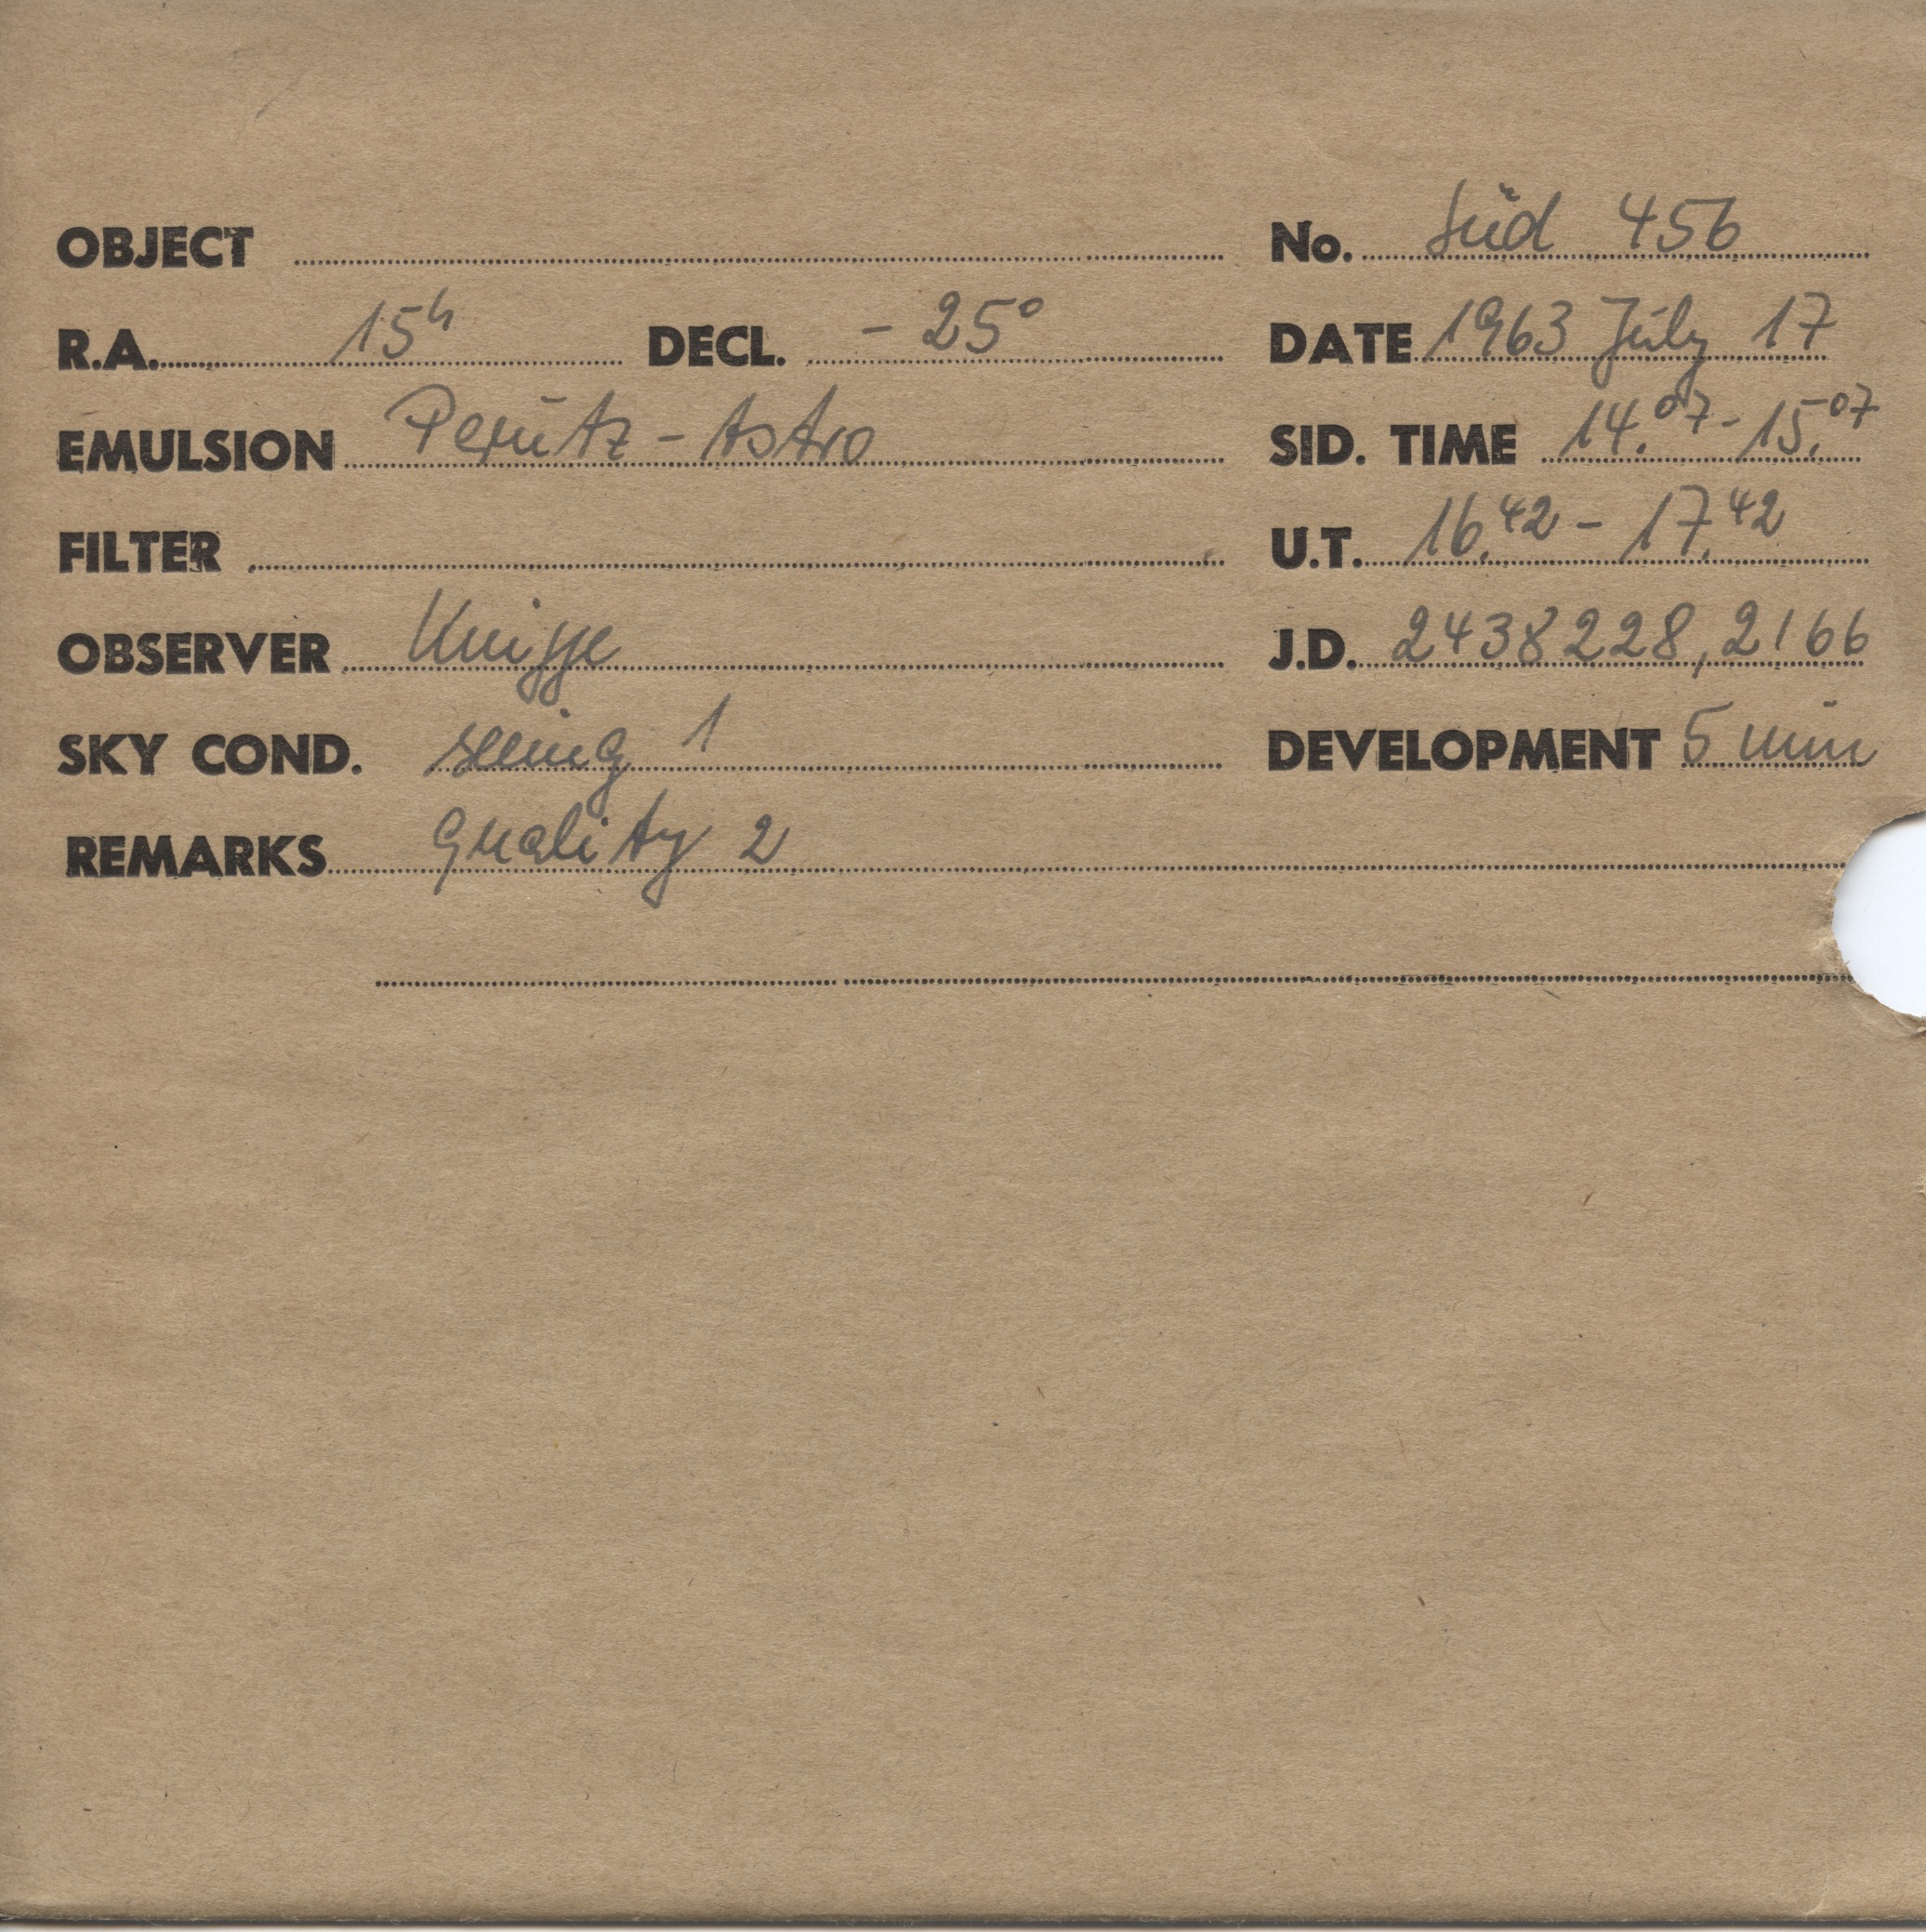 OBJECT No. Süd 456
R.A. 15h DECL. - 25° DATE 1963 July 17
EMULSION Perutz - Astro SID. TIME 14.07 - 15.07
FILTER U.T. 16.42 - 17.42
OBSERVER Knigge J.D. 2438228,2166
SKY COND. seeing 1 DEVELOPMENT 5 min
REMARKS quality 2